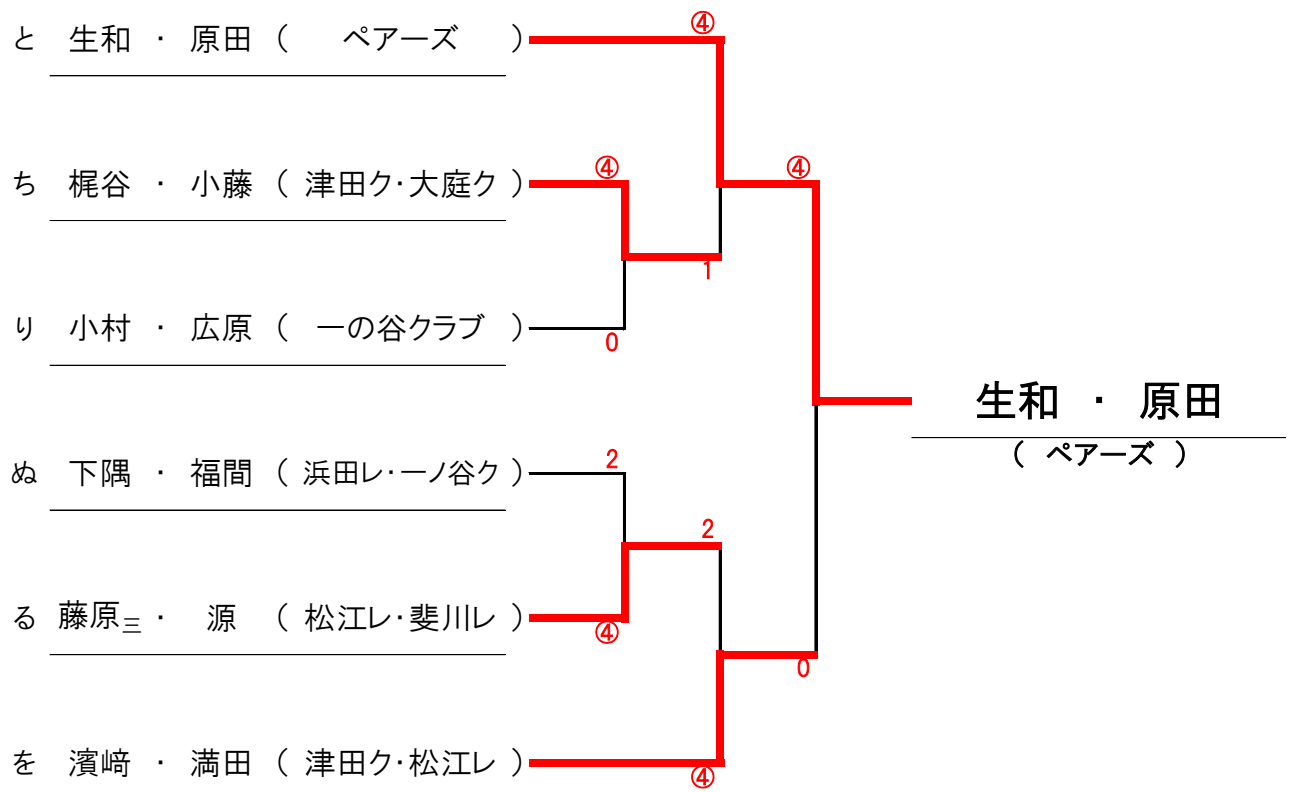 ④
と 生和 ・ 原田 ( ペアーズ )
④ ④
ち 梶谷 ・ 小藤 ( 津田ク・大庭ク )
1
り 小村 ・ 広原 ( 一の谷クラブ )
0
生和 ・ 原田
( ペアーズ )
2
ぬ 下隅 ・ 福間 ( 浜田レ・一ノ谷ク )
2
る 藤原三 ・ 源 ( 松江レ・斐川レ )
④
0
を 濱﨑 ・ 満田 ( 津田ク・松江レ )
④